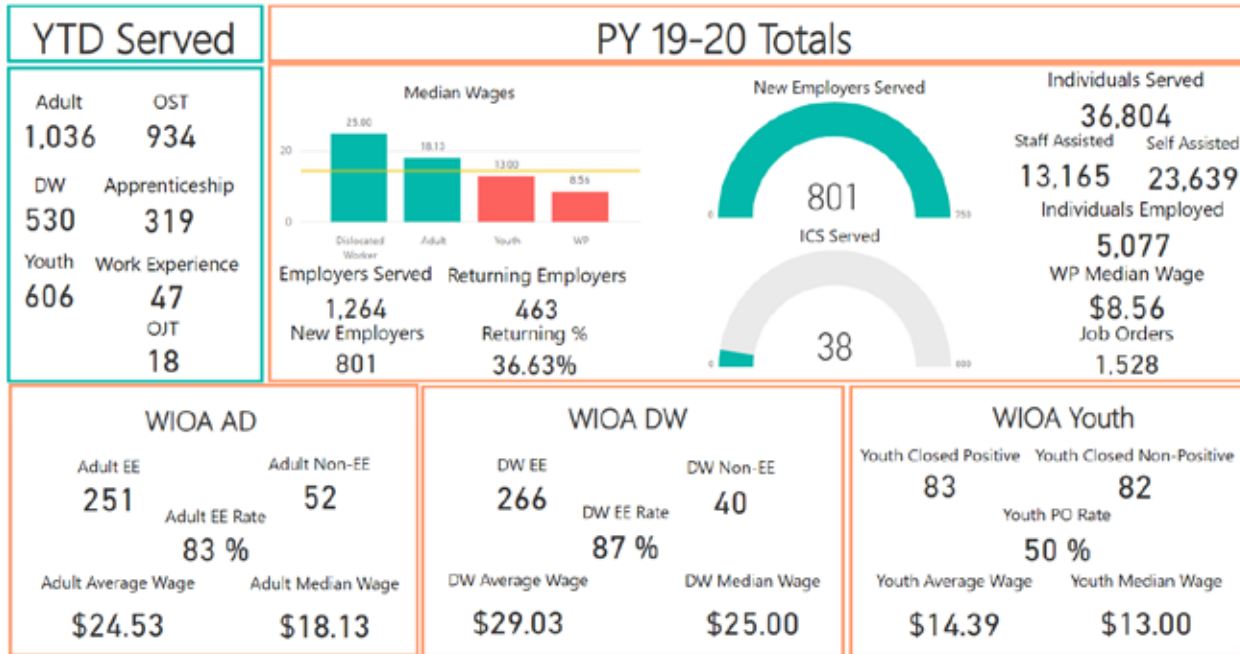 YTD Served
PY 19-20 Totals
Adult OST
1,036 934
DW Apprenticeship
530 319
Youth Work Experience
606 47
OJT
18
Median Wages
20
0
25.00
18.13
13.00
8.56
Dislocated
Worker
Adult
Youth
WP
Employers Served Returning Employers
1,264 463
New Employers Returning %
801 36.63%
New Employers Served
801
0 750
ICS Served
38
0 600
Individuals Served
36,804
Staff Assisted Self Assisted
13,165 23,639
Individuals Employed
5,077
WP Median Wage
$8.56
Job Orders
1,528
WIOA AD
Adult EE Adult Non-EE
251 52
Adult EE Rate
83 %
Adult Average Wage Adult Median Wage
$24.53 $18.13
WIOA DW
DW EE DW Non-EE
266 40
DW EE Rate
87 %
DW Average Wage DW Median Wage
$29.03 $25.00
WIOA Youth
Youth Closed Positive Youth Closed Non-Positive
83 82
Youth PO Rate
50 %
Youth Average Wage Youth Median Wage
$14.39 $13.00